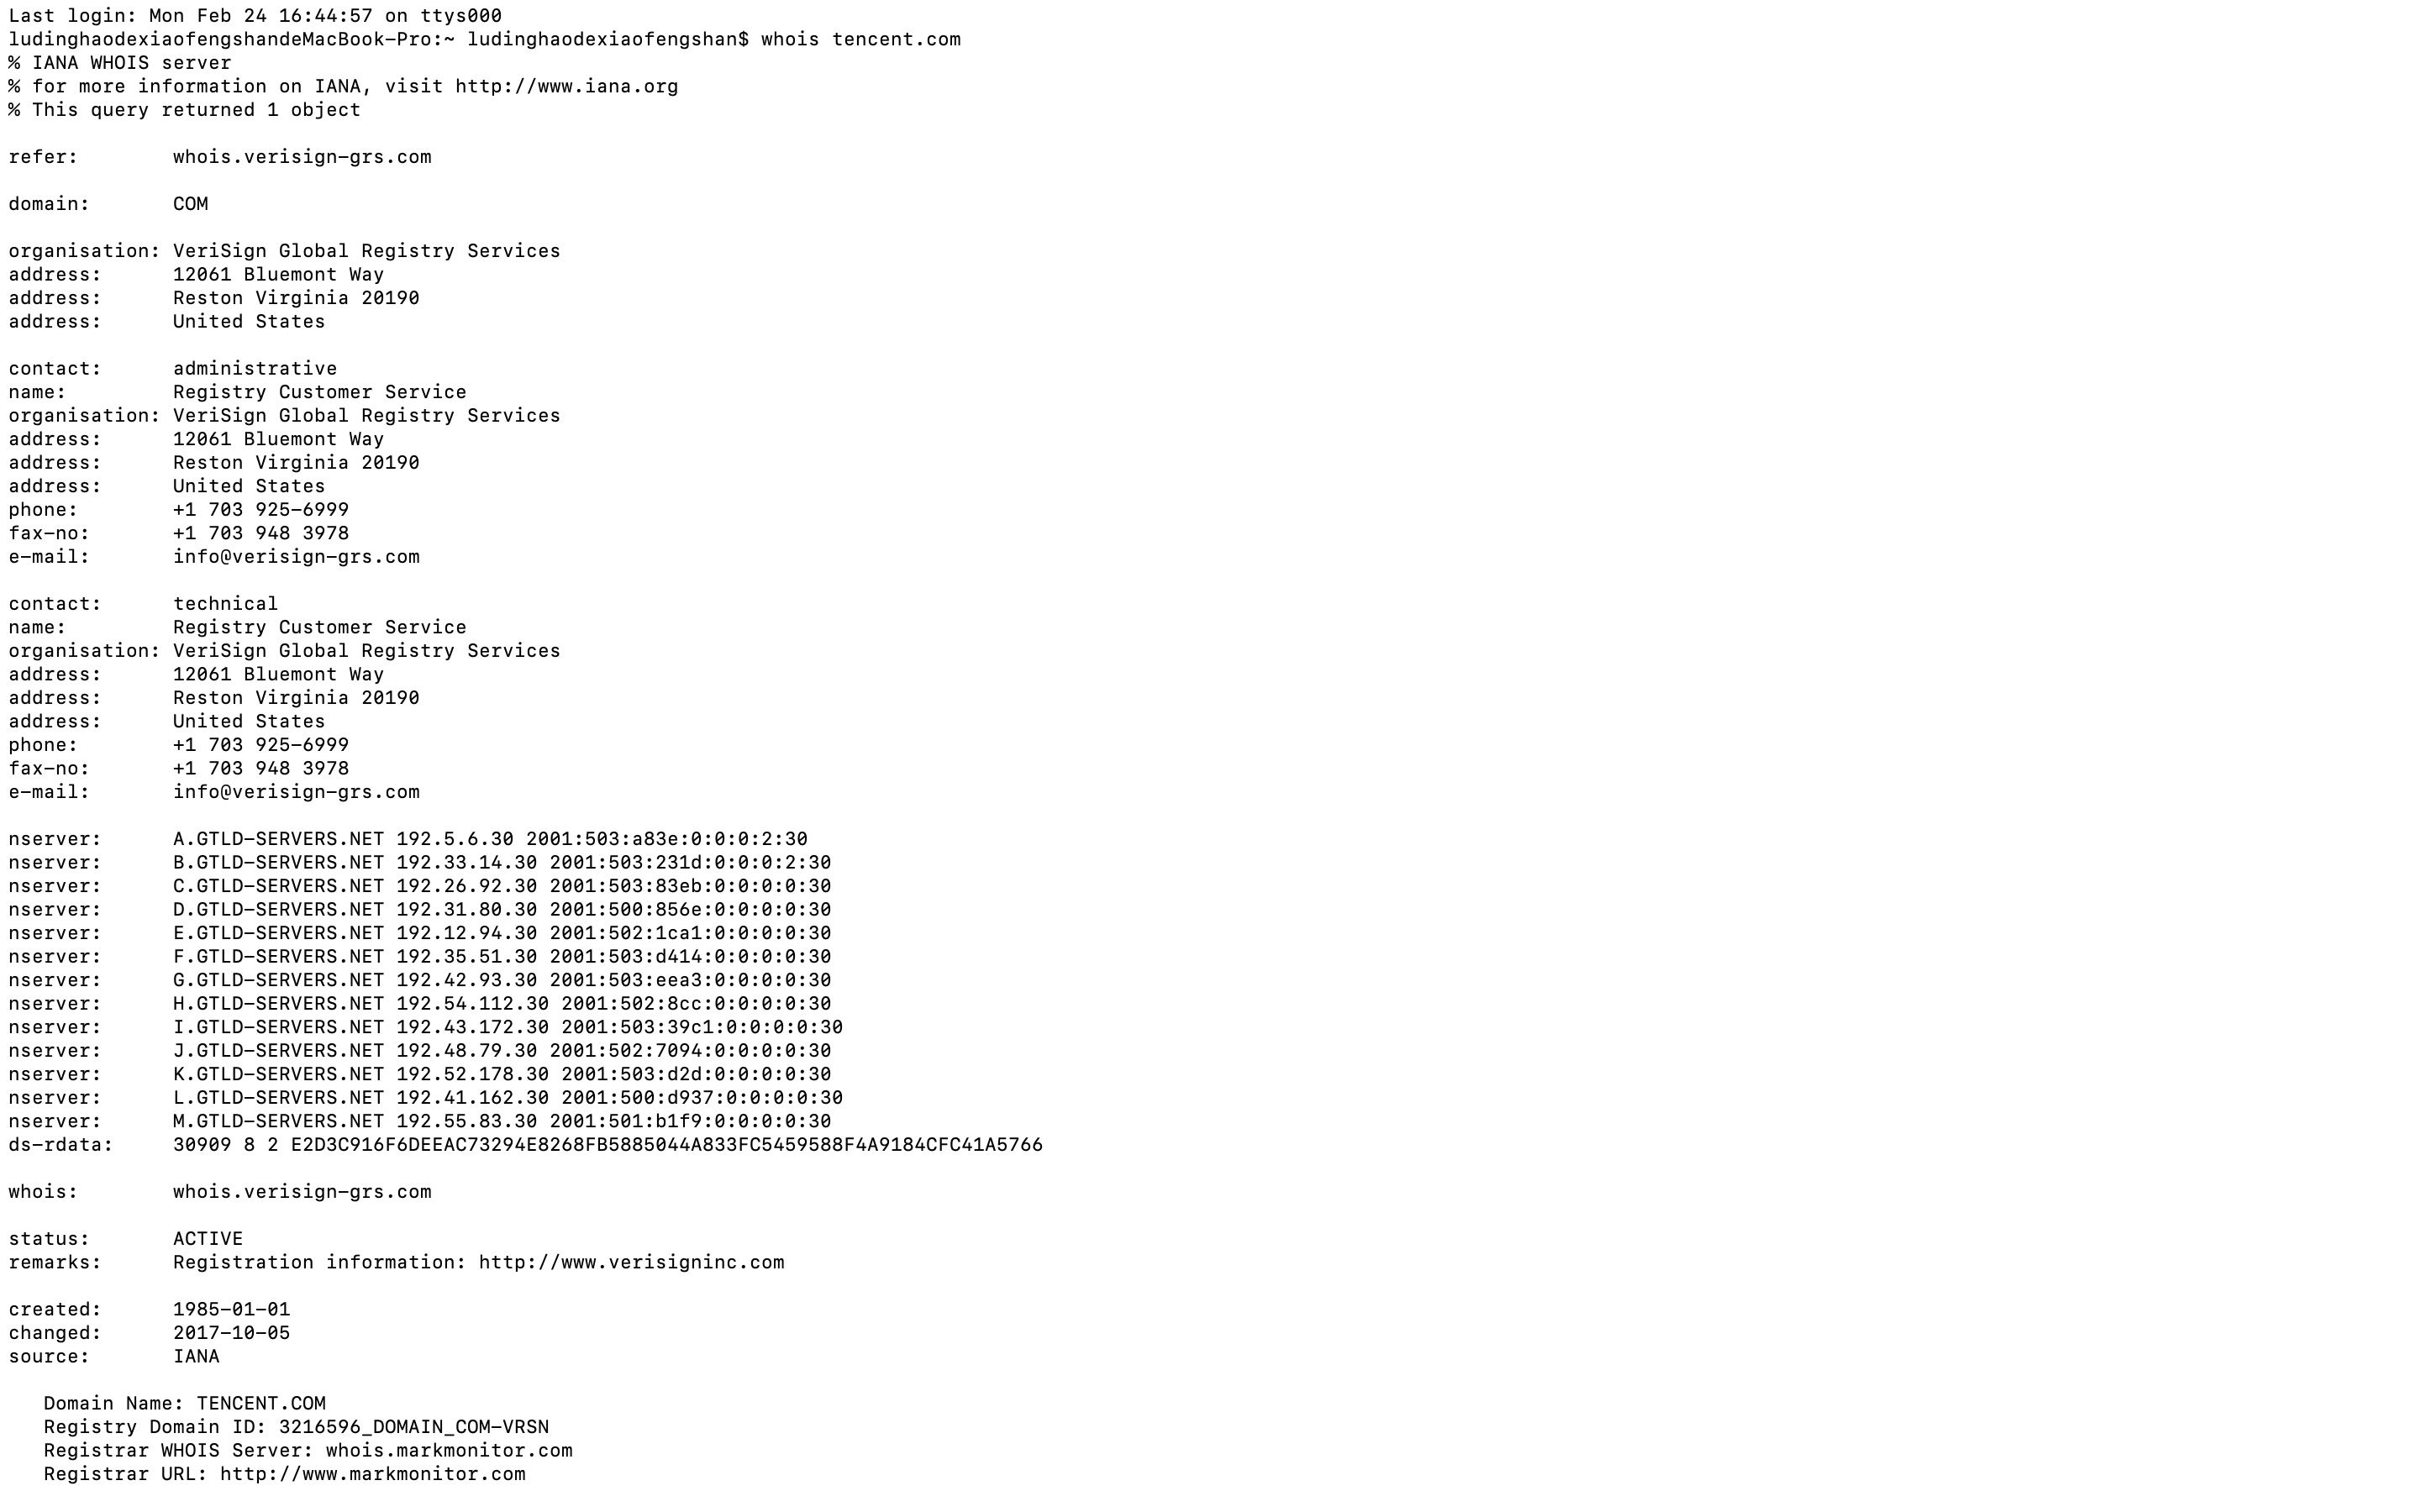 Last login: Mon Feb 24 16:44:57 on ttys000
ludinghaodexiaofengshandeMacBook-Pro:~ ludinghaodexiaofengshan$ whois tencent.com
% IANA WHOIS server
% for more information on IANA, visit http://www.iana.org
% This query returned 1 object

refer:        whois.verisign-grs.com

domain:       COM

organisation: VeriSign Global Registry Services
address:      12061 Bluemont Way
address:      Reston Virginia 20190
address:      United States

contact:      administrative
name:         Registry Customer Service
organisation: VeriSign Global Registry Services
address:      12061 Bluemont Way
address:      Reston Virginia 20190
address:      United States
phone:        +1 703 925-6999
fax-no:       +1 703 948 3978
e-mail:       info@verisign-grs.com

contact:      technical
name:         Registry Customer Service
organisation: VeriSign Global Registry Services
address:      12061 Bluemont Way
address:      Reston Virginia 20190
address:      United States
phone:        +1 703 925-6999
fax-no:       +1 703 948 3978
e-mail:       info@verisign-grs.com

nserver:      A.GTLD-SERVERS.NET 192.5.6.30 2001:503:a83e:0:0:0:2:30
nserver:      B.GTLD-SERVERS.NET 192.33.14.30 2001:503:231d:0:0:0:2:30
nserver:      C.GTLD-SERVERS.NET 192.26.92.30 2001:503:83eb:0:0:0:0:30
nserver:      D.GTLD-SERVERS.NET 192.31.80.30 2001:500:856e:0:0:0:0:30
nserver:      E.GTLD-SERVERS.NET 192.12.94.30 2001:502:1ca1:0:0:0:0:30
nserver:      F.GTLD-SERVERS.NET 192.35.51.30 2001:503:d414:0:0:0:0:30
nserver:      G.GTLD-SERVERS.NET 192.42.93.30 2001:503:eea3:0:0:0:0:30
nserver:      H.GTLD-SERVERS.NET 192.54.112.30 2001:502:8cc:0:0:0:0:30
nserver:      I.GTLD-SERVERS.NET 192.43.172.30 2001:503:39c1:0:0:0:0:30
nserver:      J.GTLD-SERVERS.NET 192.48.79.30 2001:502:7094:0:0:0:0:30
nserver:      K.GTLD-SERVERS.NET 192.52.178.30 2001:503:d2d:0:0:0:0:30
nserver:      L.GTLD-SERVERS.NET 192.41.162.30 2001:500:d937:0:0:0:0:30
nserver:      M.GTLD-SERVERS.NET 192.55.83.30 2001:501:b1f9:0:0:0:0:30
ds-rdata:     30909 8 2 E2D3C916F6DEEAC73294E8268FB5885044A833FC5459588F4A9184CFC41A5766

whois:        whois.verisign-grs.com

status:       ACTIVE
remarks:      Registration information: http://www.verisigninc.com

created:      1985-01-01
changed:      2017-10-05
source:       IANA

   Domain Name: TENCENT.COM
   Registry Domain ID: 3216596_DOMAIN_COM-VRSN
   Registrar WHOIS Server: whois.markmonitor.com
   Registrar URL: http://www.markmonitor.com